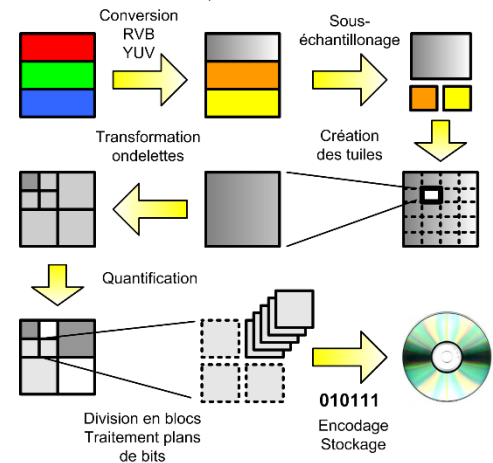 Conversion
RVB
YUV
Sous-
échantillonage
Transformation
ondelettes
Création
des tuiles
Quantification
Division en blocs
Traitement plans
de bits
010111
Encodage
Stockage